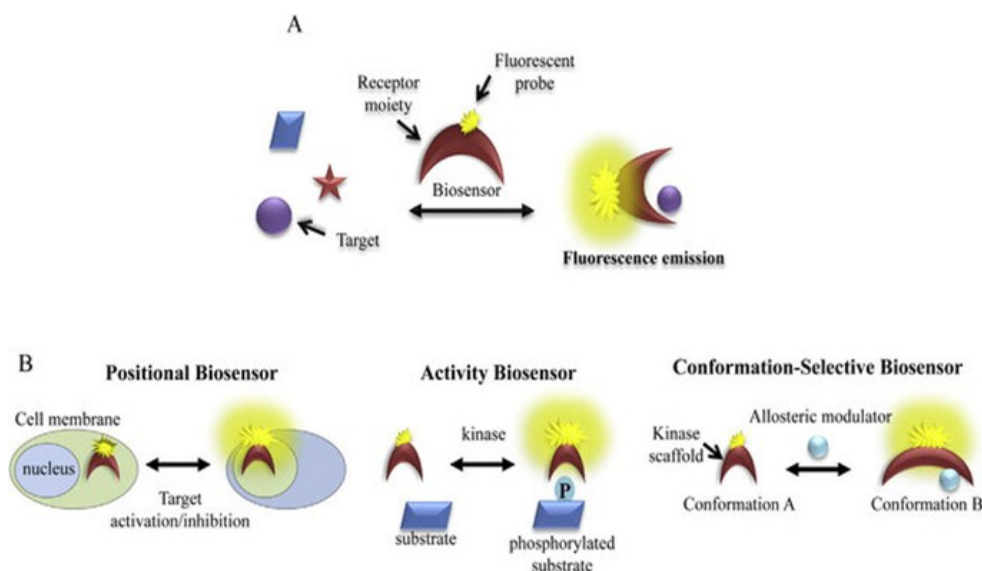 A
Fluorescent
probe
Receptor
moiety
Biosensor
Target
Fluorescence emission
B
Positional Biosensor
Cell membrane
nucleus
Target
activation/inhibition
Activity Biosensor
kinase
P
substrate
phosphorylated
substrate
Conformation-Selective Biosensor
Allosteric modulator
Kinase
scaffold
Conformation A
Conformation B